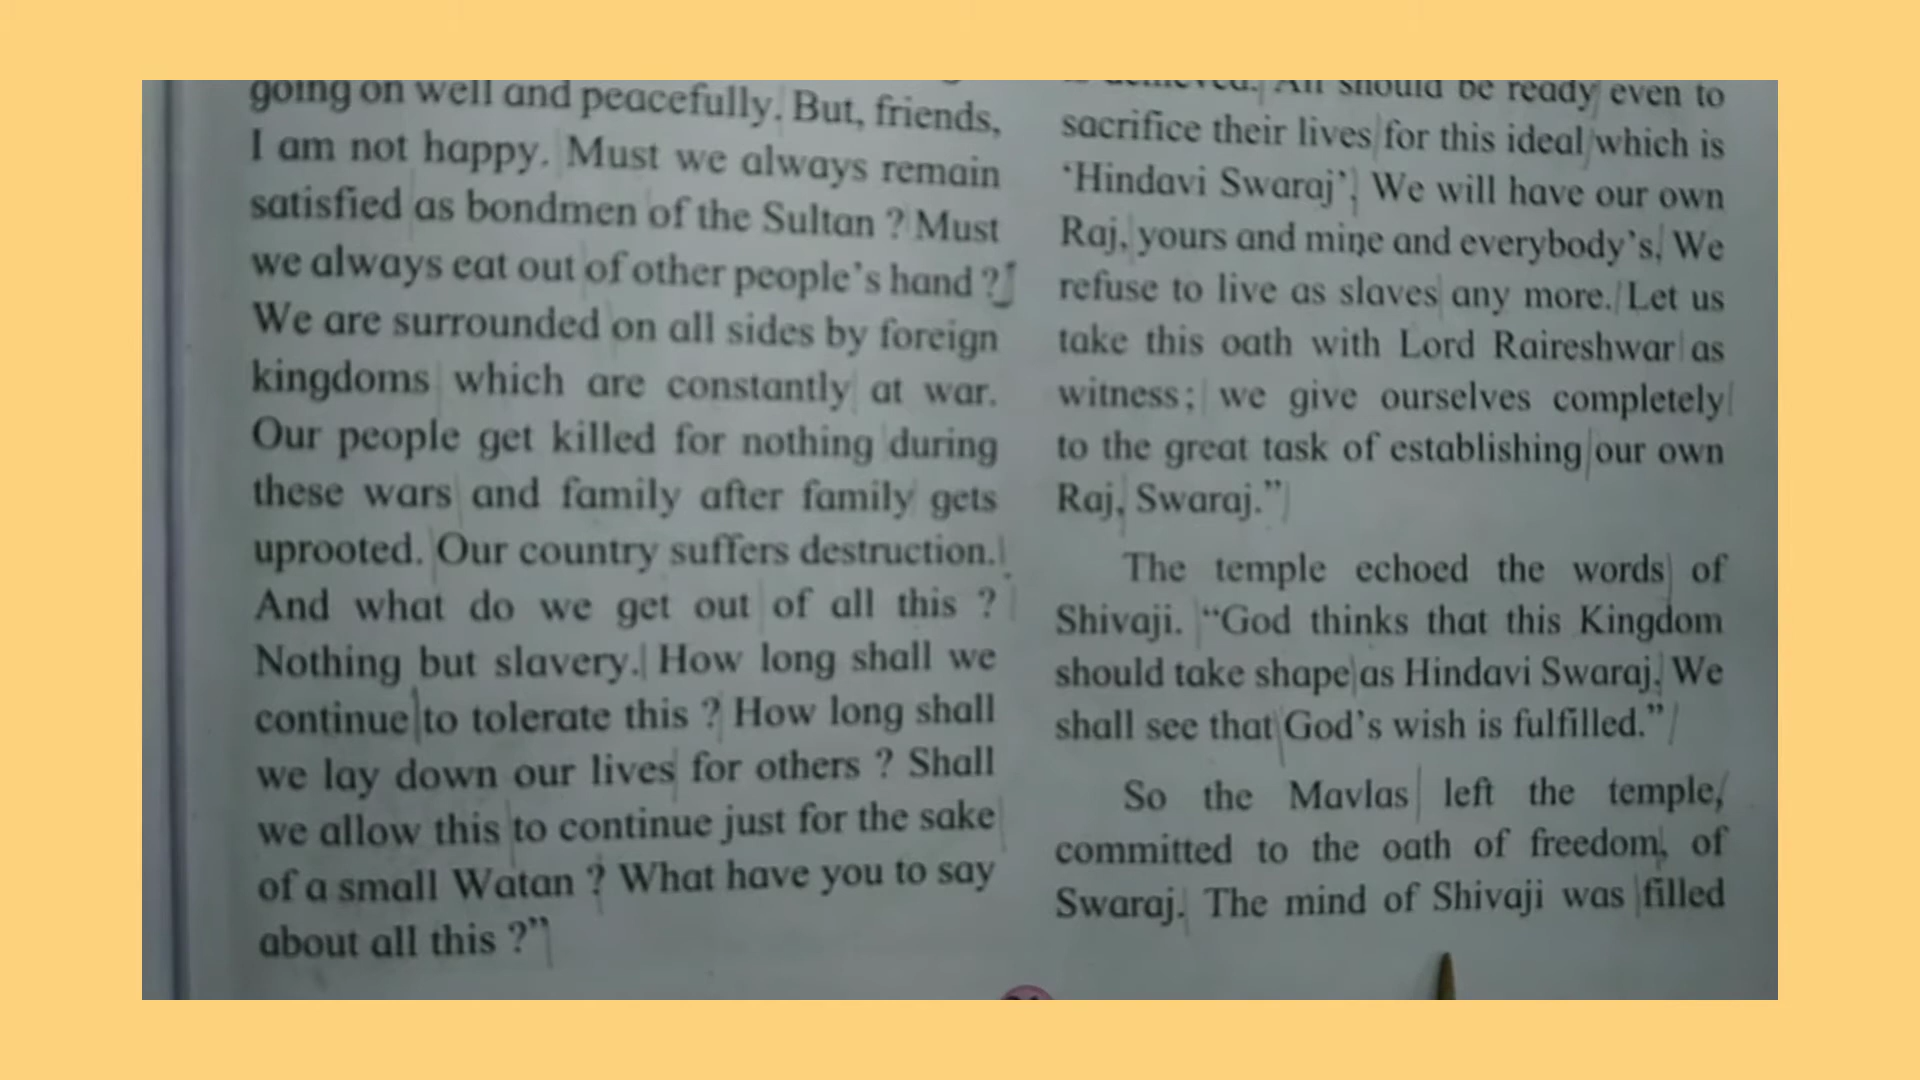 going on well and peacefully. But, friends,
I am not happy. Must we always remain
satisfied as bondmen of the Sultan ? Must
we always eat out of other people's hand ?
We are surrounded on all sides by foreign
kingdoms which are constantly at war.
Our people get killed for nothing during
these wars and family after family gets
uprooted. Our country suffers destruction.
And what do we get out of all this ?
Nothing but slavery. How long shall we
continue to tolerate this ? How long shall
we lay down our lives for others ? Shall
we allow this to continue just for the sake
of a small Watan ? What have you to say
about all this ?”
achieved. All should be ready even to
sacrifice their lives for this ideal which is
‘Hindavi Swaraj’. We will have our own
Raj, yours and mine and everybody's. We
refuse to live as slaves any more. Let us
take this oath with Lord Raireshwar as
witness; we give ourselves completely
to the great task of establishing our own
Raj, Swaraj.”
The temple echoed the words of
Shivaji. “God thinks that this Kingdom
should take shape as Hindavi Swaraj. We
shall see that God's wish is fulfilled.”
So the Mavlas left the temple,
committed to the oath of freedom, of
Swaraj. The mind of Shivaji was filled